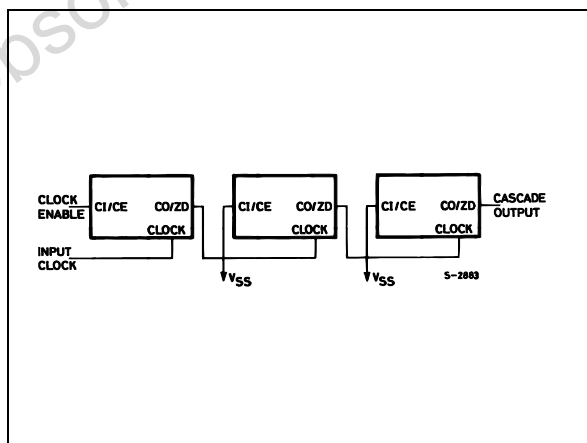 CLOCK
ENABLE
CI/CE CO/ZD
CLOCK
INPUT
CLOCK
CI/CE CO/ZD
CLOCK
VSS
CI/CE CO/ZD
CLOCK
VSS
CASCADE
OUTPUT
S-2883